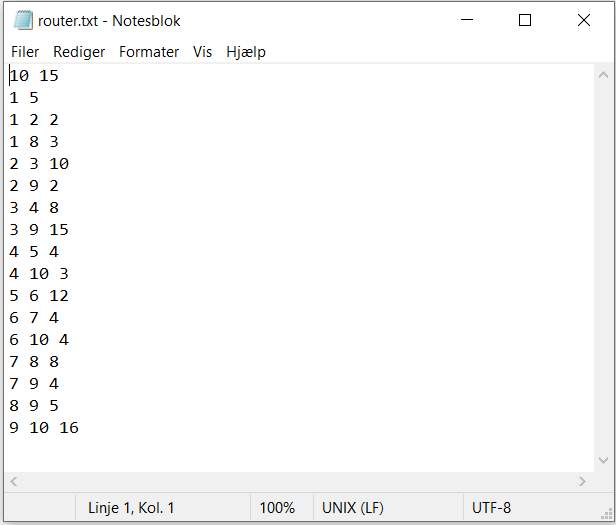 router.txt - Notesblok
Filer Rediger Formater Vis Hjælp
10 15
1 5
1 2 2
1 8 3
2 3 10
2 9 2
3 4 8
3 9 15
4 5 4
4 10 3
5 6 12
6 7 4
6 10 4
7 8 8
7 9 4
8 9 5
9 10 16
Linje 1, Kol. 1 100% UNIX (LF) UTF-8